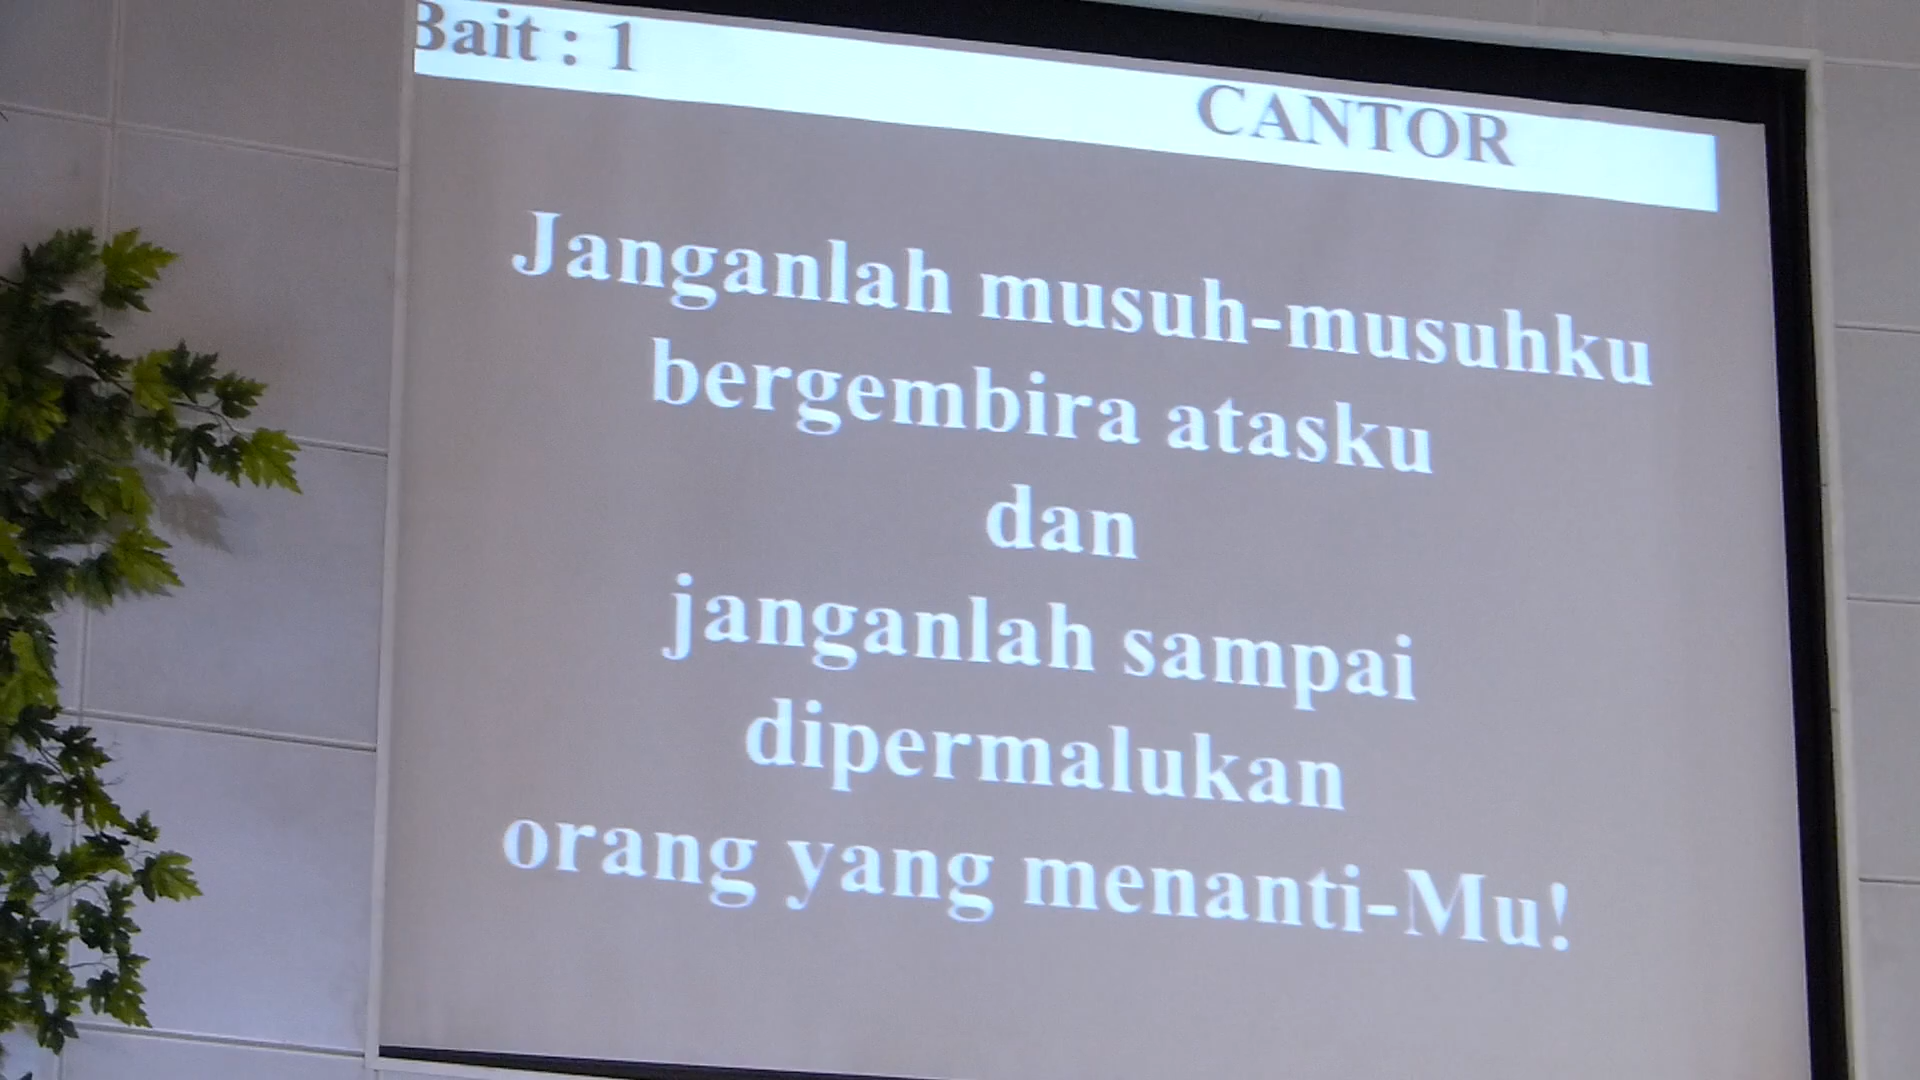 Bait : 1
CANTOR
Janganlah musuh-musuhku
bergembira atasku
dan
janganlah sampai
dipermalukan
orang yang menanti-Mu!